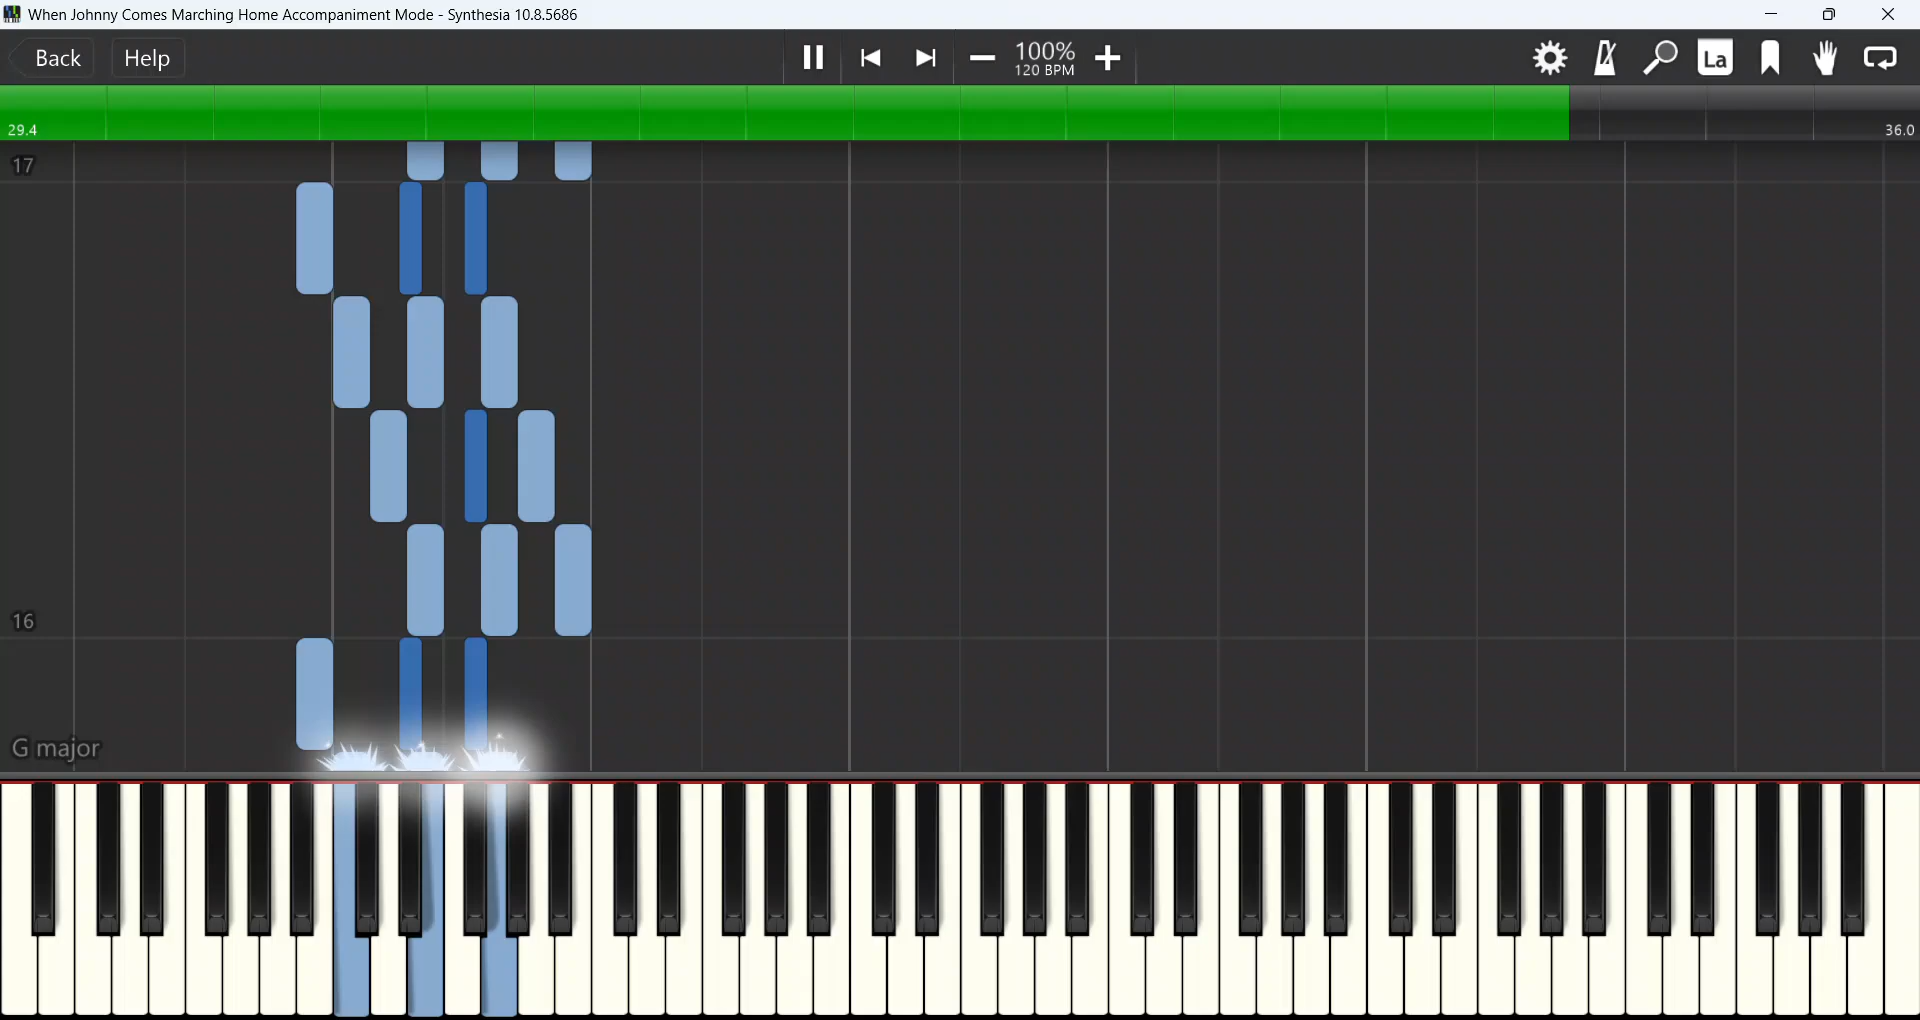 When Johnny Comes Marching Home Accompaniment Mode - Synthesia 10.8.5686
Back
Help
100%
120 BPM
La
29.4
36.0
17
16
G major